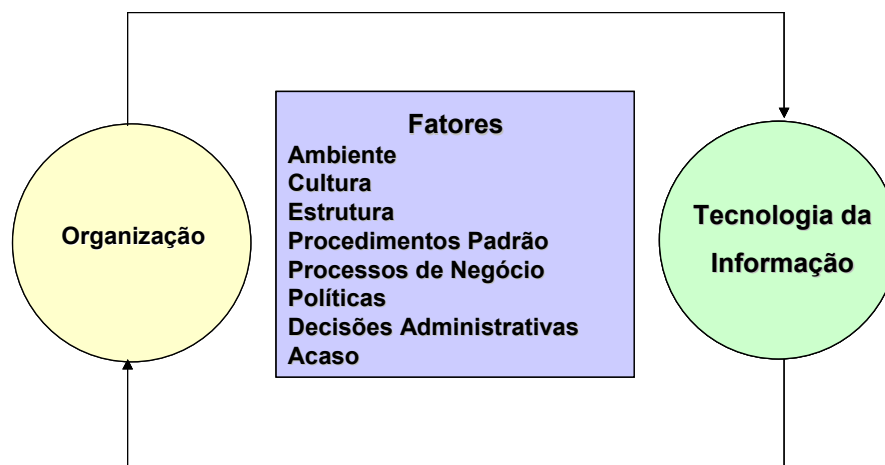 Organização
Fatores
Ambiente
Cultura
Estrutura
Procedimentos Padrão
Processos de Negócio
Políticas
Decisões Administrativas
Acaso
Tecnologia da
Informação